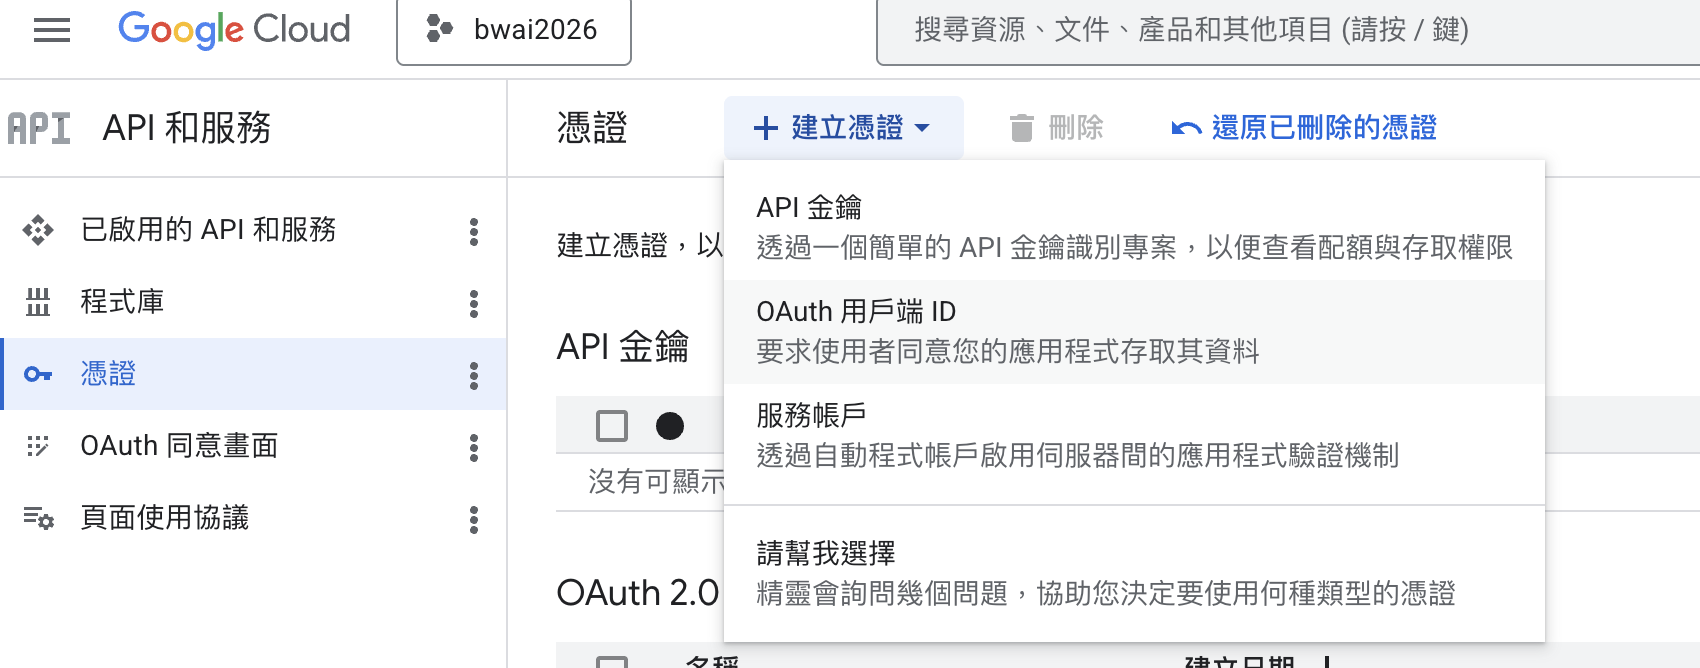 Google Cloud
bwai2026
搜尋資源、文件、產品和其他項目 (請按 / 鍵)
API
API 和服務
憑證
建立憑證
刪除
還原已刪除的憑證
已啟用的 API 和服務
程式庫
憑證
OAuth 同意畫面
頁面使用協議
建立憑證，以
API 金鑰
沒有可顯示
OAuth 2.0
API 金鑰
透過一個簡單的 API 金鑰識別專案，以便查看配額與存取權限
OAuth 用戶端 ID
要求使用者同意您的應用程式存取其資料
服務帳戶
透過自動程式帳戶啟用伺服器間的應用程式驗證機制
請幫我選擇
精靈會詢問幾個問題，協助您決定要使用何種類型的憑證
名稱
建立日期